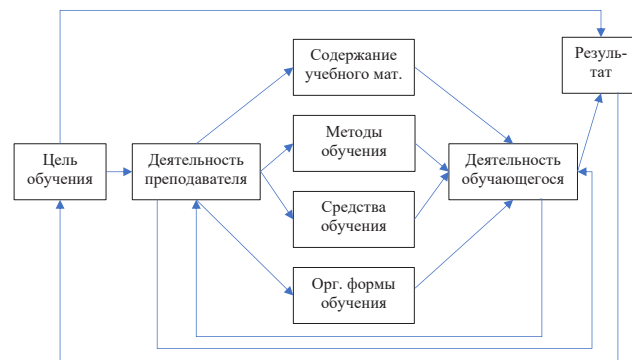 Содержание
учебного мат.
Резуль-
тат
Методы
обучения
Цель
обучения
Деятельность
преподавателя
Деятельность
обучающегося
Средства
обучения
Орг. формы
обучения